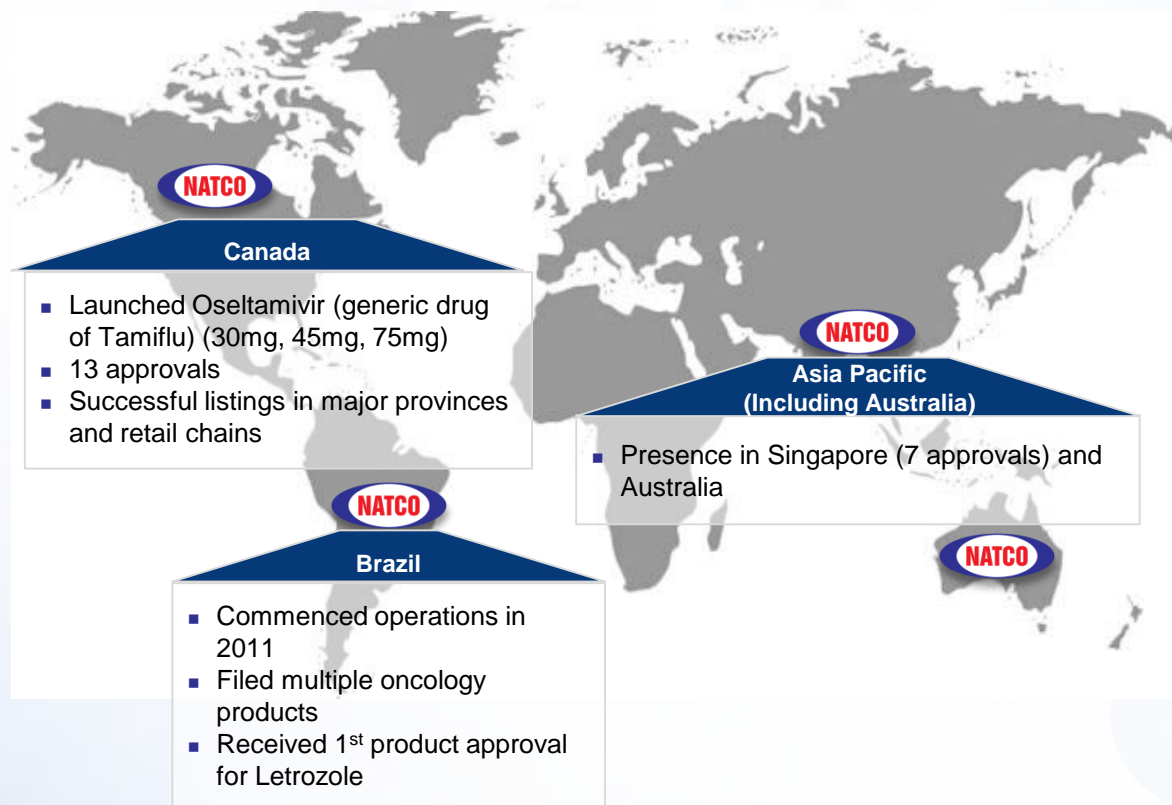 NATCO
Canada
▪ Launched Oseltamivir (generic drug
of Tamiflu) (30mg, 45mg, 75mg)
▪ 13 approvals
▪ Successful listings in major provinces
and retail chains
NATCO
Asia Pacific
(Including Australia)
▪ Presence in Singapore (7 approvals) and
Australia
NATCO
Brazil
▪ Commenced operations in
2011
▪ Filed multiple oncology
products
▪ Received 1st product approval
for Letrozole
NATCO